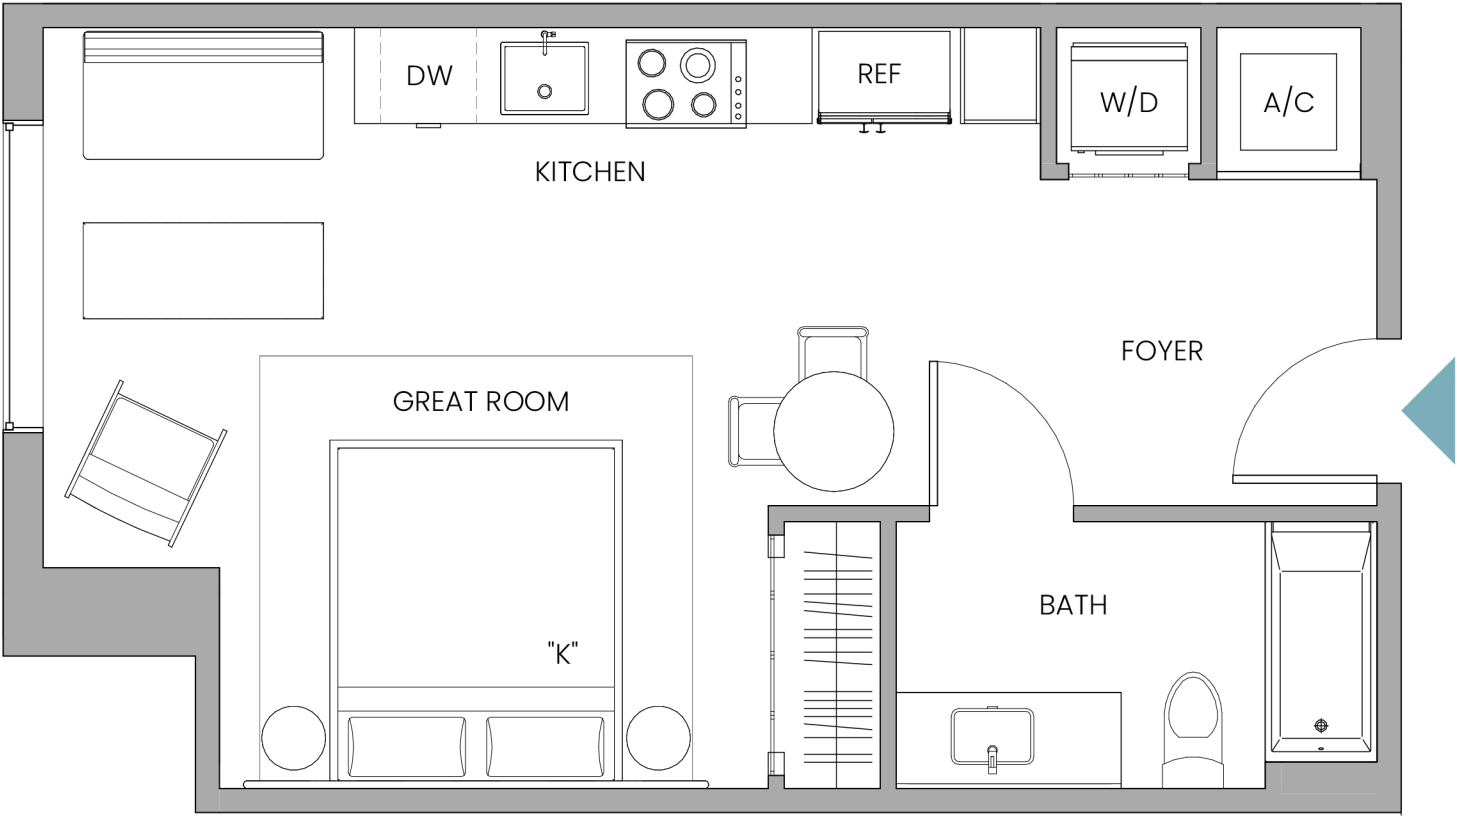 DW
REF
W/D
A/C
KITCHEN
FOYER
GREAT ROOM
BATH
"K"